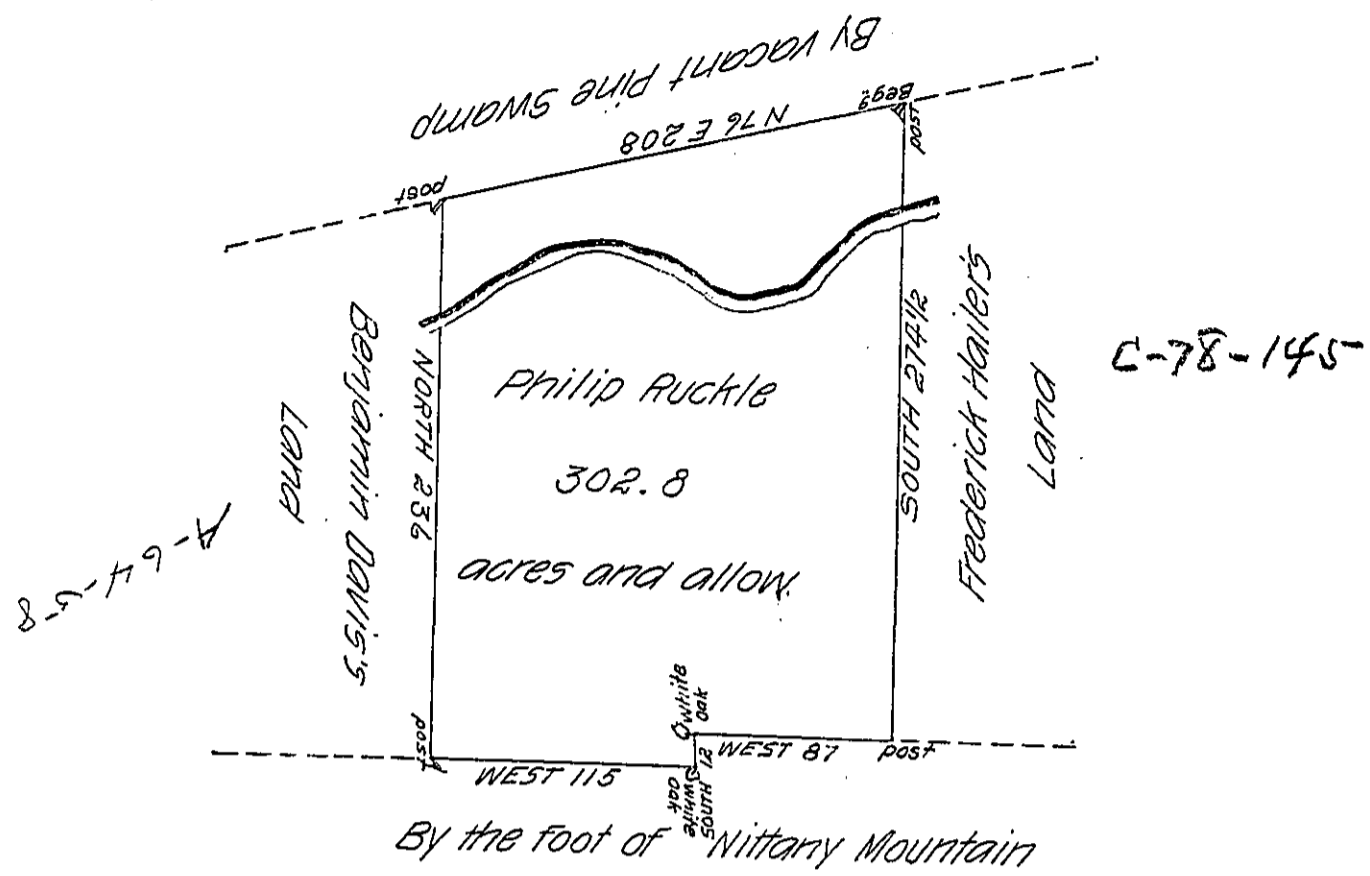 By vacant Pine Swamp
N 76 E 208
Beg?
post
post
Benjamin Davis's
Land
A-64-58
NORTH 236
Philip Ruckle
302.8
acres and allow.
SOUTH 274½
Frederick Hailer's
Land
C-78-145
post
WEST 115
white
oak
SOUTH 12
white
oak
WEST 87
post
By the foot of Nittany Mountain